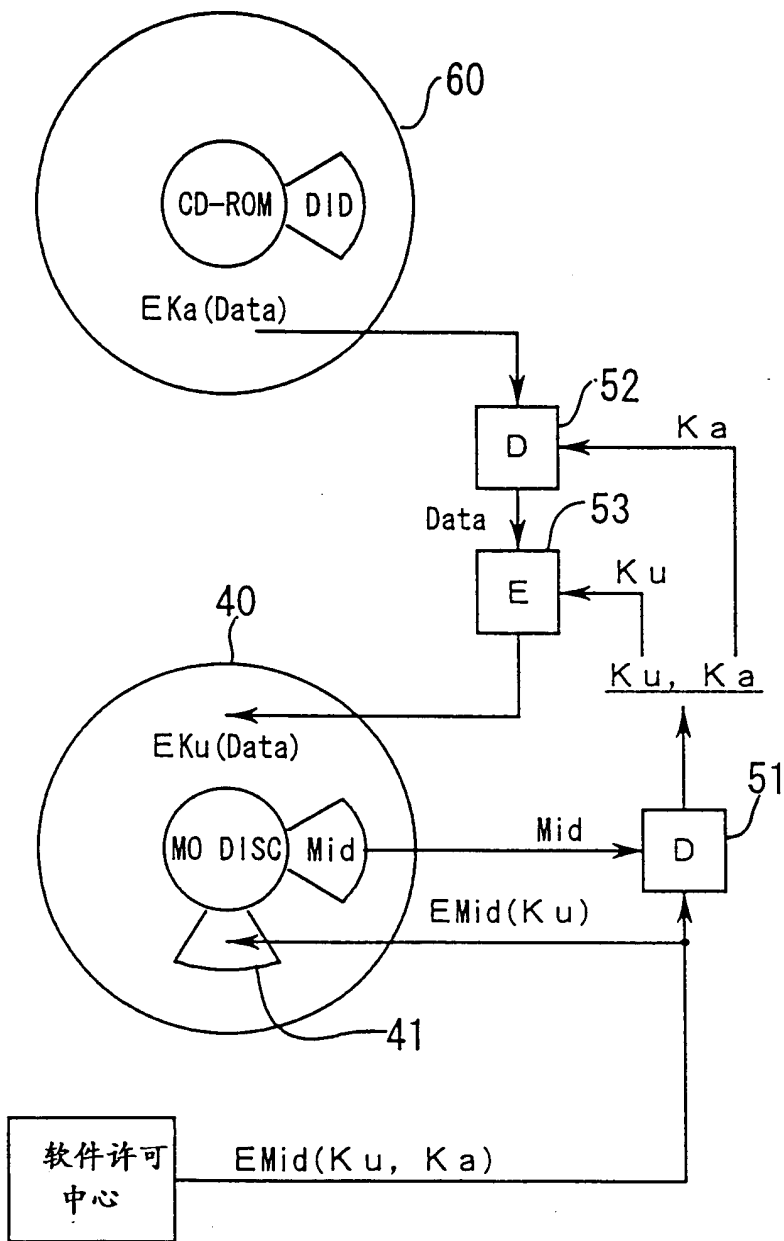 60
CD-ROM
DID
EKa(Data)
52
D
Ka
Data
53
E
Ku
40
Ku, Ka
EKu(Data)
51
MO DISC
Mid
Mid
D
EMid(Ku)
41
软件许可
中心
EMid(Ku, Ka)